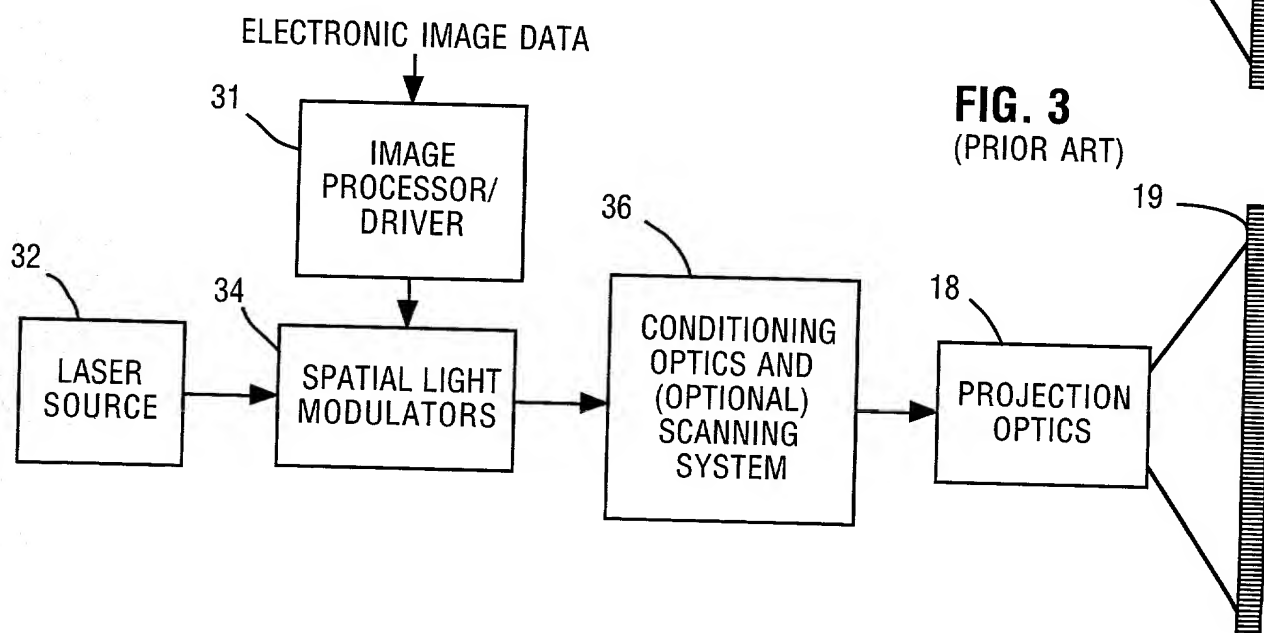 ELECTRONIC IMAGE DATA
31
IMAGE
PROCESSOR/
DRIVER
FIG. 3
(PRIOR ART)
19
36
32
34
18
LASER
SOURCE
SPATIAL LIGHT
MODULATORS
CONDITIONING
OPTICS AND
(OPTIONAL)
SCANNING
SYSTEM
PROJECTION
OPTICS